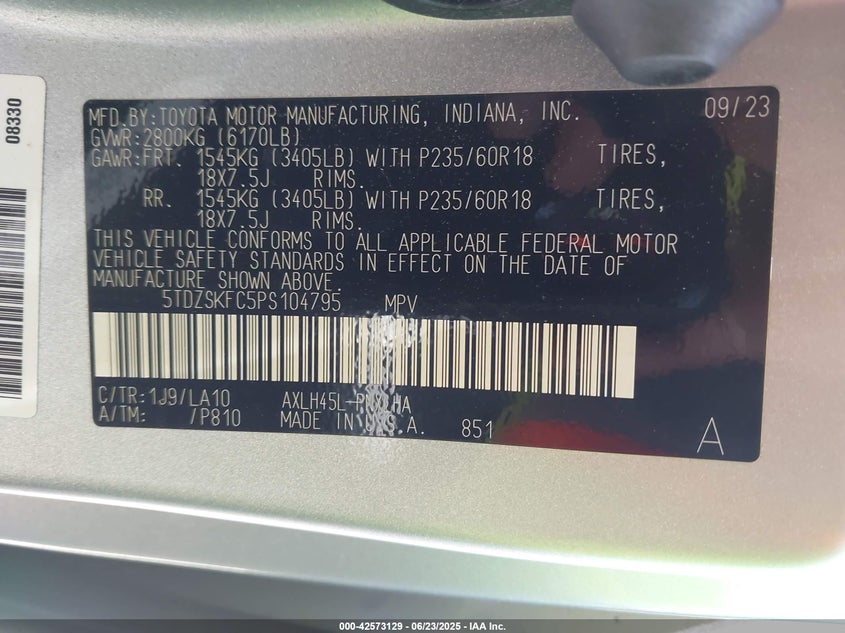 08330
MFD.BY:TOYOTA MOTOR MANUFACTURING, INDIANA, INC. 09/23
GVWR:2800KG (6170LB)
GAWR:FRT. 1545KG (3405LB) WITH P235/60R18 TIRES,
18X7.5J RIMS.
RR. 1545KG (3405LB) WITH P235/60R18 TIRES,
18X7.5J RIMS.
THIS VEHICLE CONFORMS TO ALL APPLICABLE FEDERAL MOTOR
VEHICLE SAFETY STANDARDS IN EFFECT ON THE DATE OF
MANUFACTURE SHOWN ABOVE.
5TDZSKFC5PS104795 MPV
C/TR:1J9/LA10
A/TM: /P810
MADE IN U.S.A. 851
A
000-42573129 - 06/23/2025 - IAA Inc.